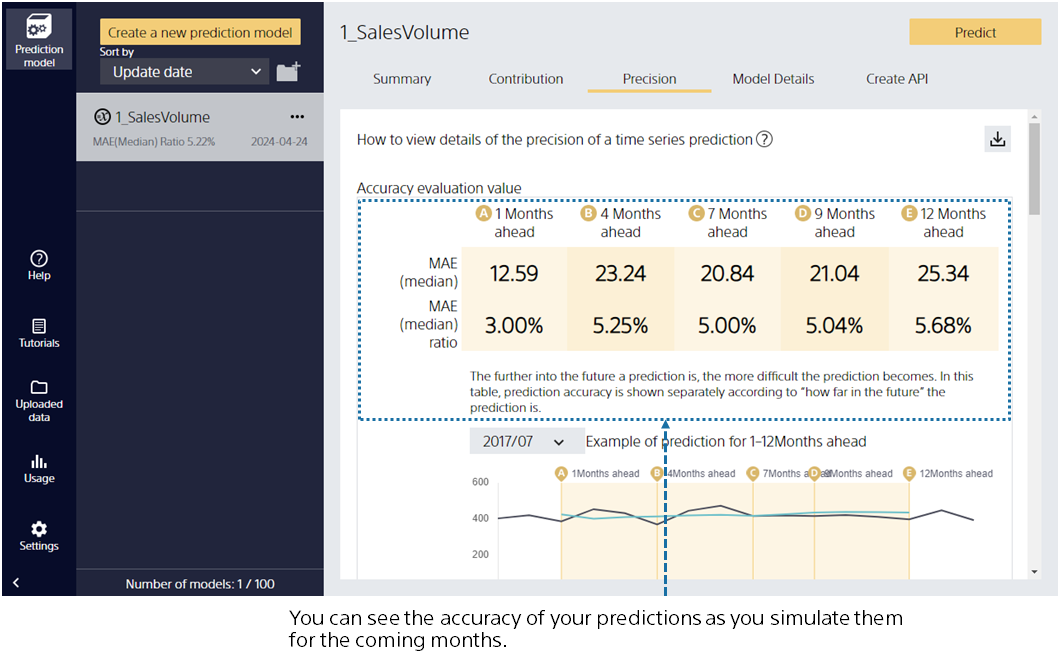 Prediction
model
Help
Tutorials
Uploaded
data
Usage
Settings
Create a new prediction model
Sort by
Update date
1_SalesVolume
MAE(Median) Ratio 5.22% 2024-04-24
Number of models: 1 / 100
1_SalesVolume
Predict
Summary Contribution Precision Model Details Create API
How to view details of the precision of a time series prediction ?
Accuracy evaluation value
A 1 Months ahead
B 4 Months ahead
C 7 Months ahead
D 9 Months ahead
E 12 Months ahead
MAE (median) 12.59 23.24 20.84 21.04 25.34
MAE (median) ratio 3.00% 5.25% 5.00% 5.04% 5.68%
The further into the future a prediction is, the more difficult the prediction becomes. In this
table, prediction accuracy is shown separately according to “how far in the future” the
prediction is.
2017/07 Example of prediction for 1-12Months ahead
A 1Months ahead B 4Months ahead C 7Months D Months ahead E 12Months ahead
600
400
200
You can see the accuracy of your predictions as you simulate them
for the coming months.